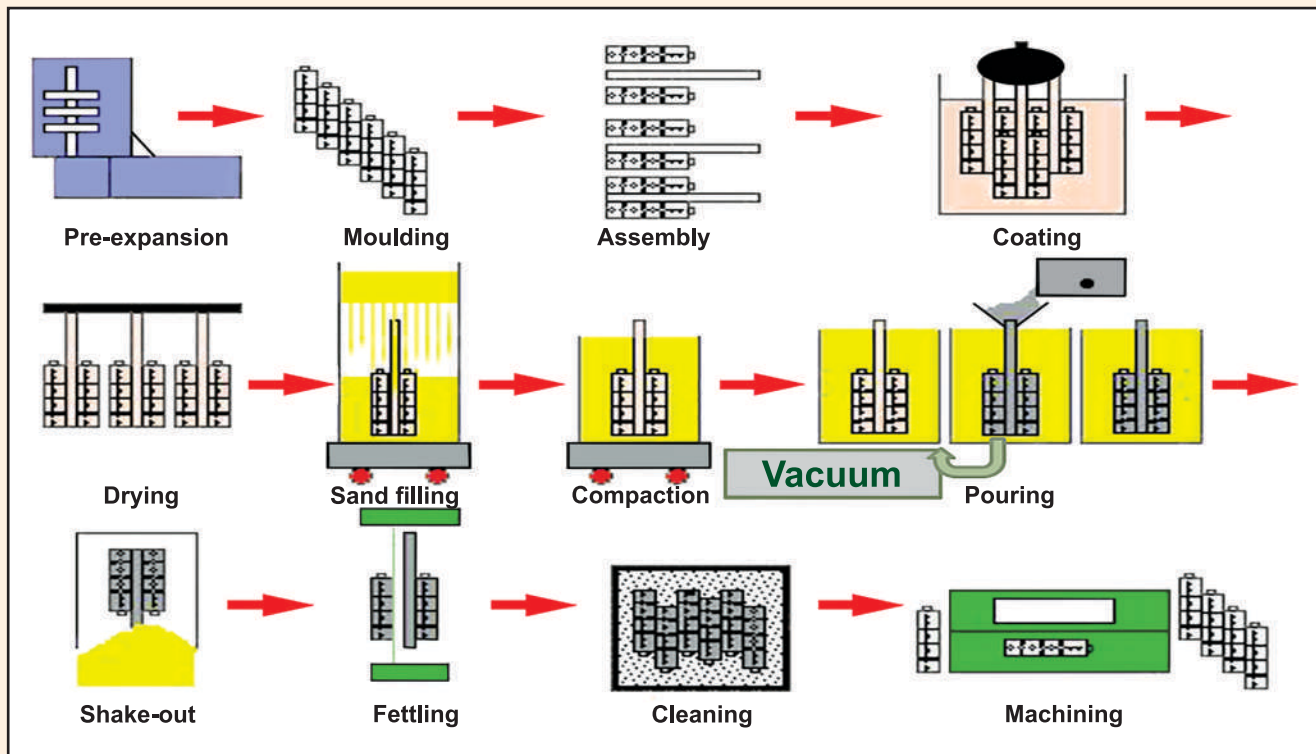 Pre-expansion
Moulding
Assembly
Coating
Drying
Sand filling
Compaction
Vacuum
Pouring
Shake-out
Fettling
Cleaning
Machining